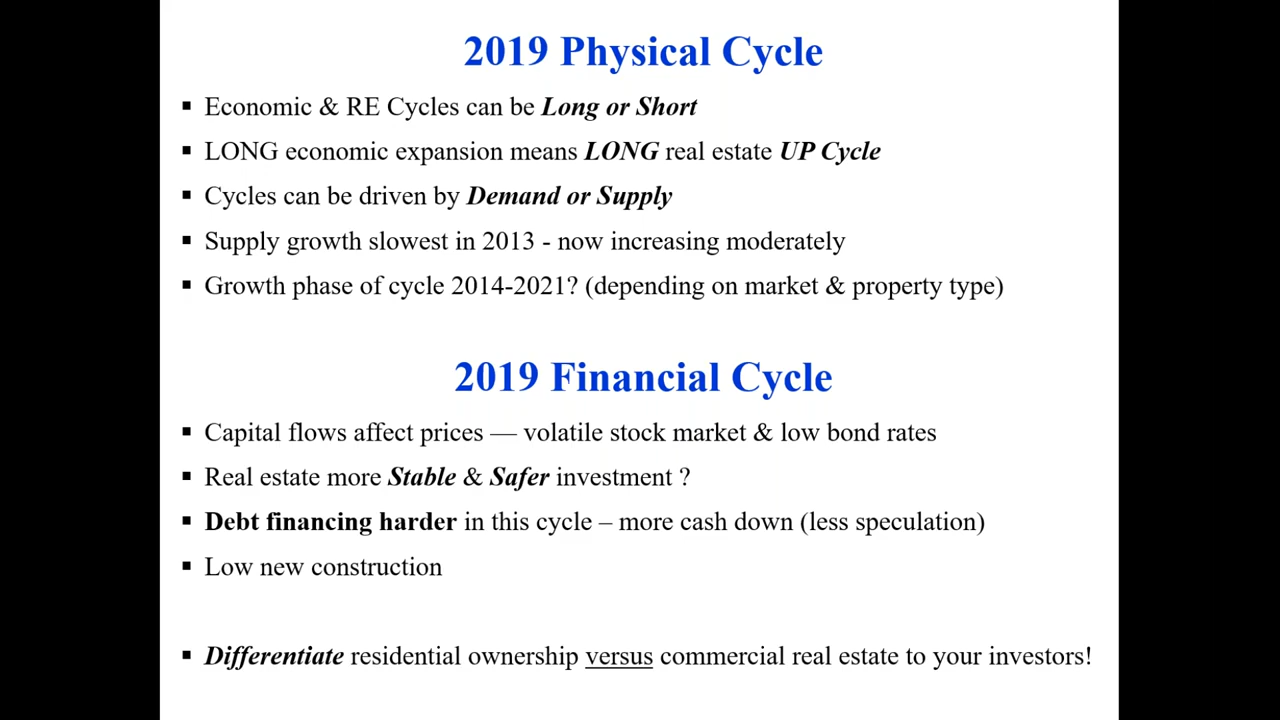 2019 Physical Cycle
▪ Economic & RE Cycles can be Long or Short
▪ LONG economic expansion means LONG real estate UP Cycle
▪ Cycles can be driven by Demand or Supply
▪ Supply growth slowest in 2013 - now increasing moderately
▪ Growth phase of cycle 2014-2021? (depending on market & property type)
2019 Financial Cycle
▪ Capital flows affect prices — volatile stock market & low bond rates
▪ Real estate more Stable & Safer investment ?
▪ Debt financing harder in this cycle – more cash down (less speculation)
▪ Low new construction
▪ Differentiate residential ownership versus commercial real estate to your investors!